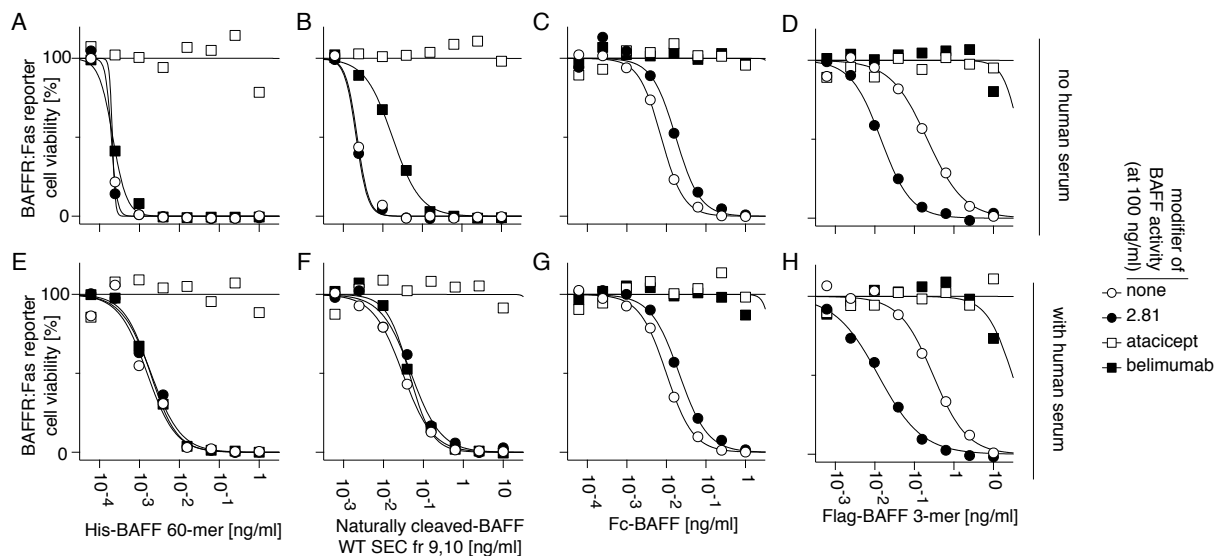 A
B
C
D
100
0
BAFFR:Fas reporter
cell viability [%]
no human serum
E
F
G
H
100
0
BAFFR:Fas reporter
cell viability [%]
with human serum
modifier of
BAFF activity
(at 100 ng/ml)
none
2.81
atacicept
belimumab
10-4
10-3
10-2
10-1
1
His-BAFF 60-mer [ng/ml]
10-3
10-2
10-1
1
10
Naturally cleaved-BAFF
WT SEC fr 9,10 [ng/ml]
10-4
10-3
10-2
10-1
1
Fc-BAFF [ng/ml]
10-3
10-2
10-1
1
10
Flag-BAFF 3-mer [ng/ml]